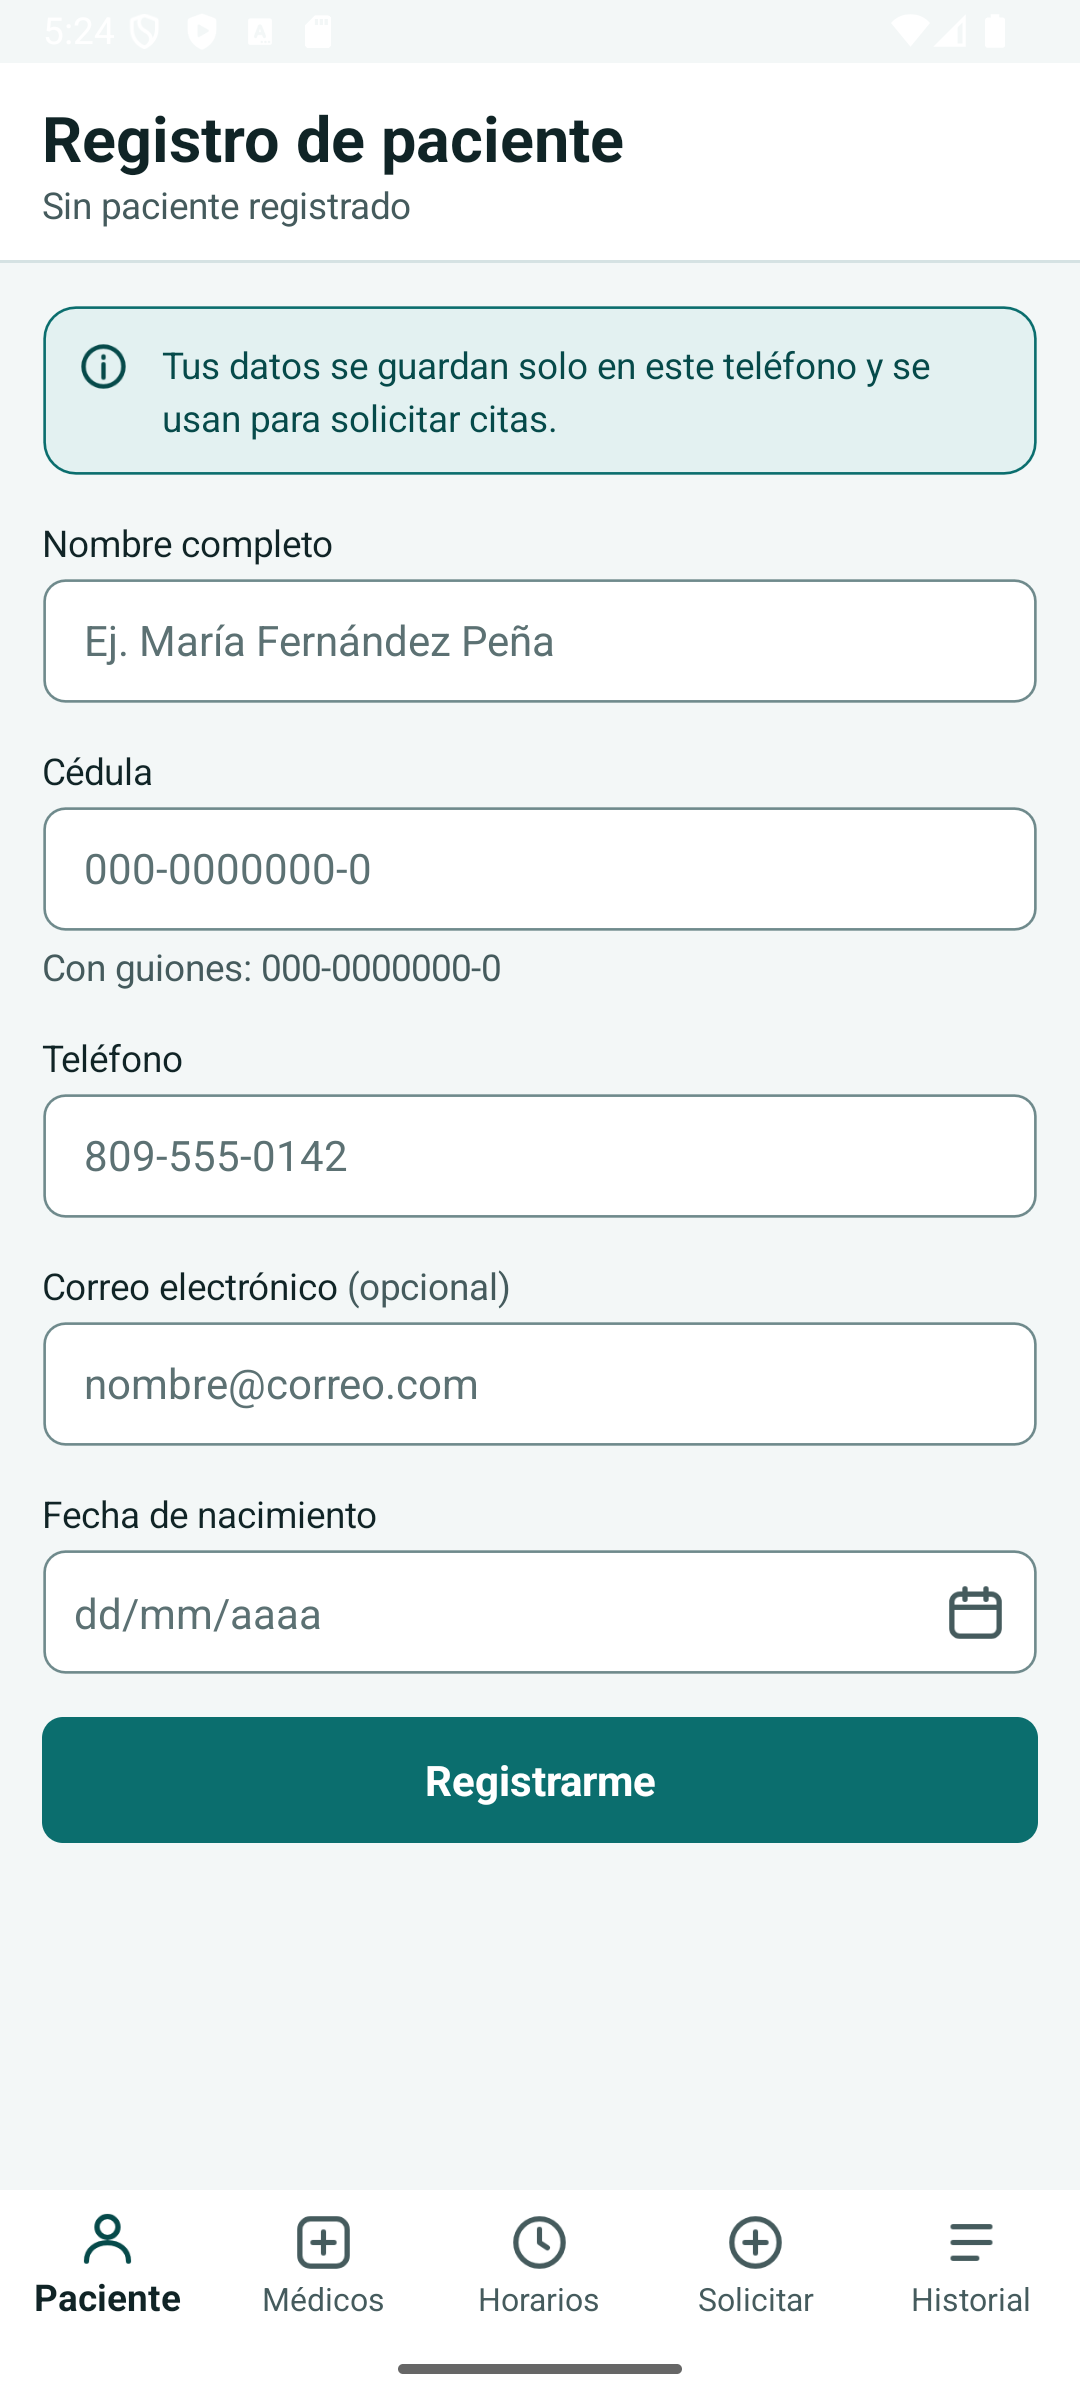 5:24
Registro de paciente
Sin paciente registrado
Tus datos se guardan solo en este teléfono y se
usan para solicitar citas.
Nombre completo
Ej. María Fernández Peña
Cédula
000-0000000-0
Con guiones: 000-0000000-0
Teléfono
809-555-0142
Correo electrónico (opcional)
nombre@correo.com
Fecha de nacimiento
dd/mm/aaaa
Registrarme
Paciente
Médicos
Horarios
Solicitar
Historial